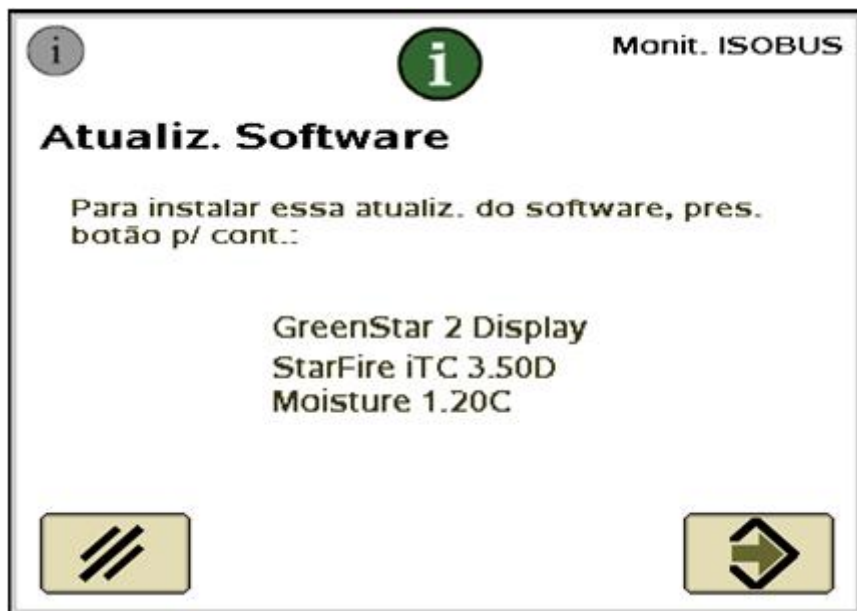 Monit. ISOBUS
Atualiz. Software
Para instalar essa atualiz. do software, pres.
botão p/ cont.:
GreenStar 2 Display
StarFire iTC 3.50D
Moisture 1.20C